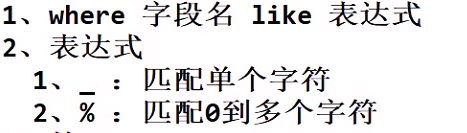 1、where 字段名 like 表达式
2、表达式
1、_ ：匹配单个字符
2、% ：匹配0到多个字符